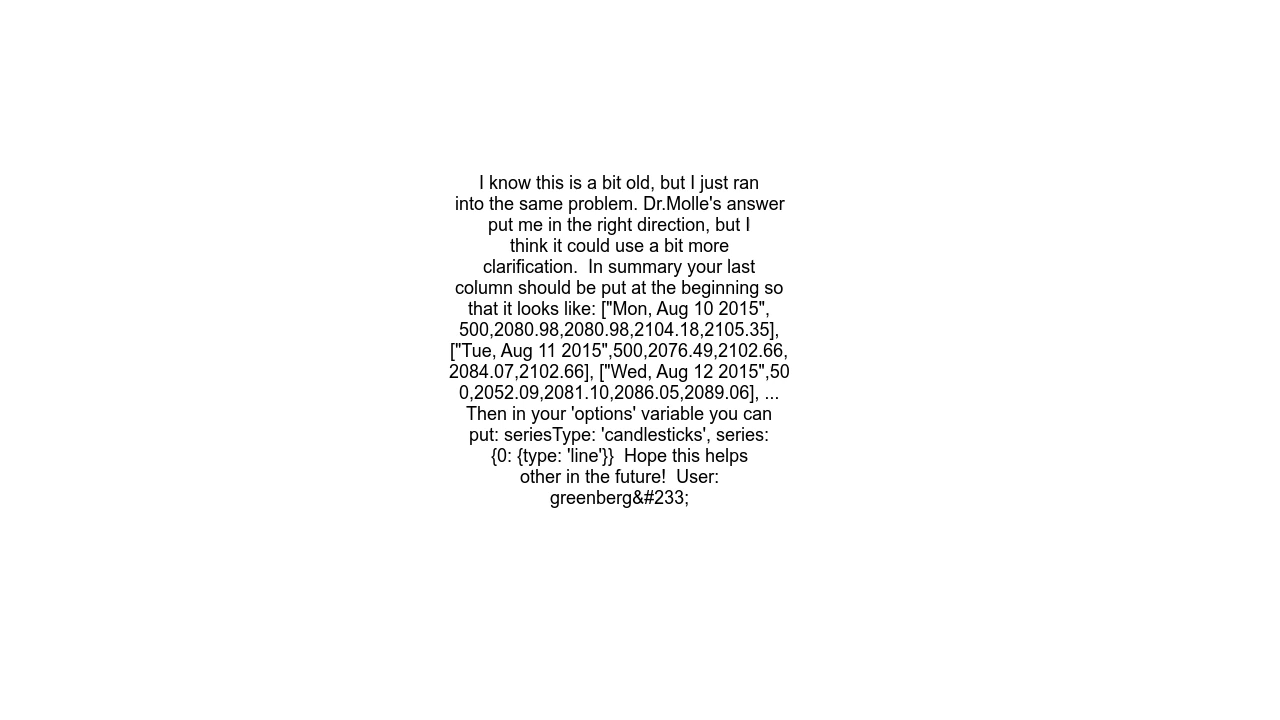 I know this is a bit old, but I just ran
into the same problem. Dr.Molle's answer
put me in the right direction, but I
think it could use a bit more
clarification.  In summary your last
column should be put at the beginning so
that it looks like: ["Mon, Aug 10 2015",
500,2080.98,2080.98,2104.18,2105.35],
["Tue, Aug 11 2015",500,2076.49,2102.66,
2084.07,2102.66], ["Wed, Aug 12 2015",50
0,2052.09,2081.10,2086.05,2089.06], ...
Then in your 'options' variable you can
put: seriesType: 'candlesticks', series:
{0: {type: 'line'}}  Hope this helps
other in the future!  User:
greenberg&#233;